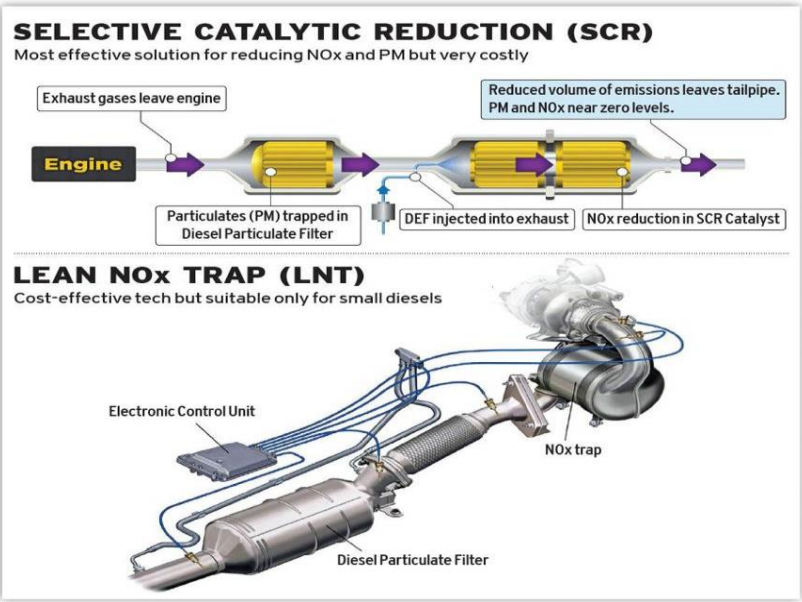 SELECTIVE CATALYTIC REDUCTION (SCR)
Most effective solution for reducing NOx and PM but very costly
Exhaust gases leave engine
Reduced volume of emissions leaves tailpipe.
PM and NOx near zero levels.
Engine
Particulates (PM) trapped in
Diesel Particulate Filter
DEF injected into exhaust
NOx reduction in SCR Catalyst
LEAN NOx TRAP (LNT)
Cost-effective tech but suitable only for small diesels
Electronic Control Unit
NOx trap
Diesel Particulate Filter